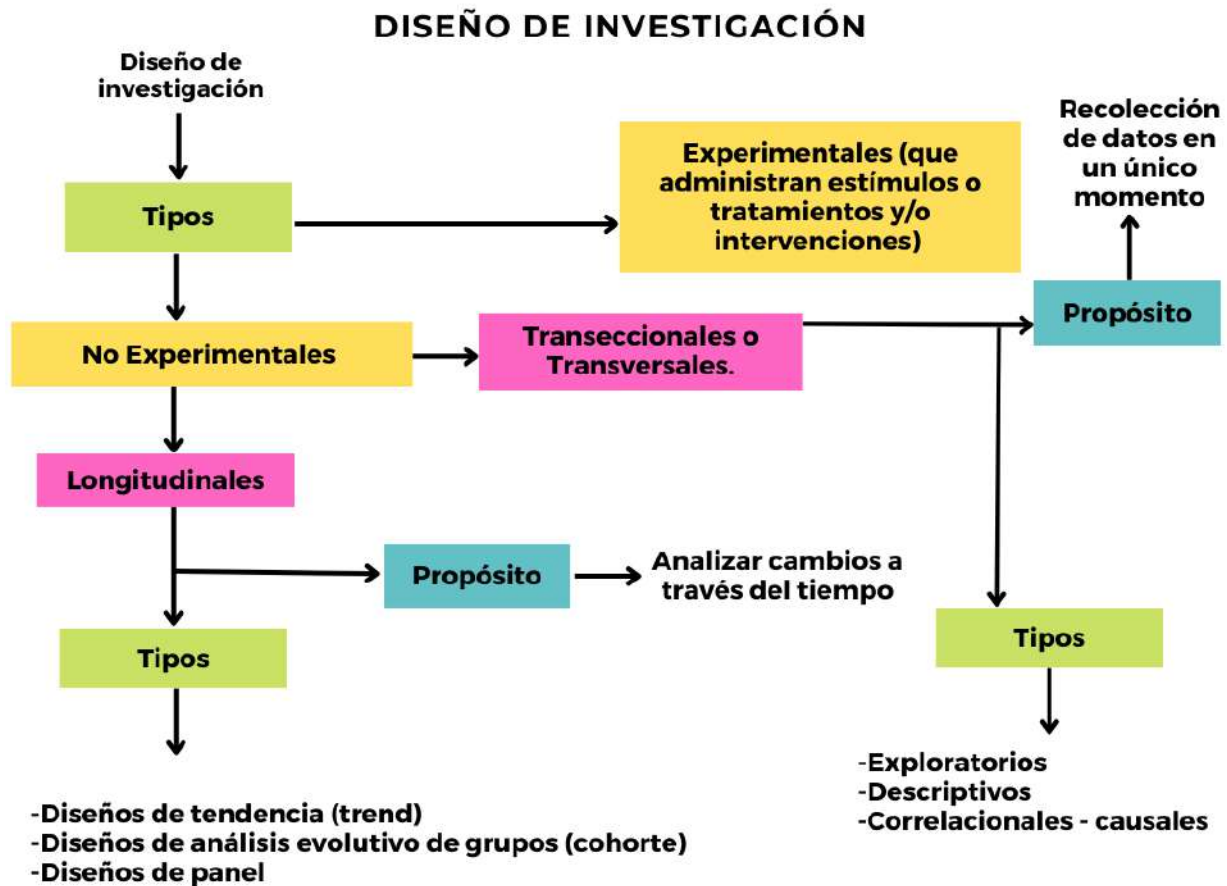 DISEÑO DE INVESTIGACIÓN
Diseño de
investigación
Tipos
Experimentales (que
administran estímulos o
tratamientos y/o
intervenciones)
Recolección
de datos en
un único
momento
No Experimentales
Transeccionales o
Transversales.
Propósito
Longitudinales
Propósito
Analizar cambios a
través del tiempo
Tipos
Tipos
-Diseños de tendencia (trend)
-Diseños de análisis evolutivo de grupos (cohorte)
-Diseños de panel
-Exploratorios
-Descriptivos
-Correlacionales - causales